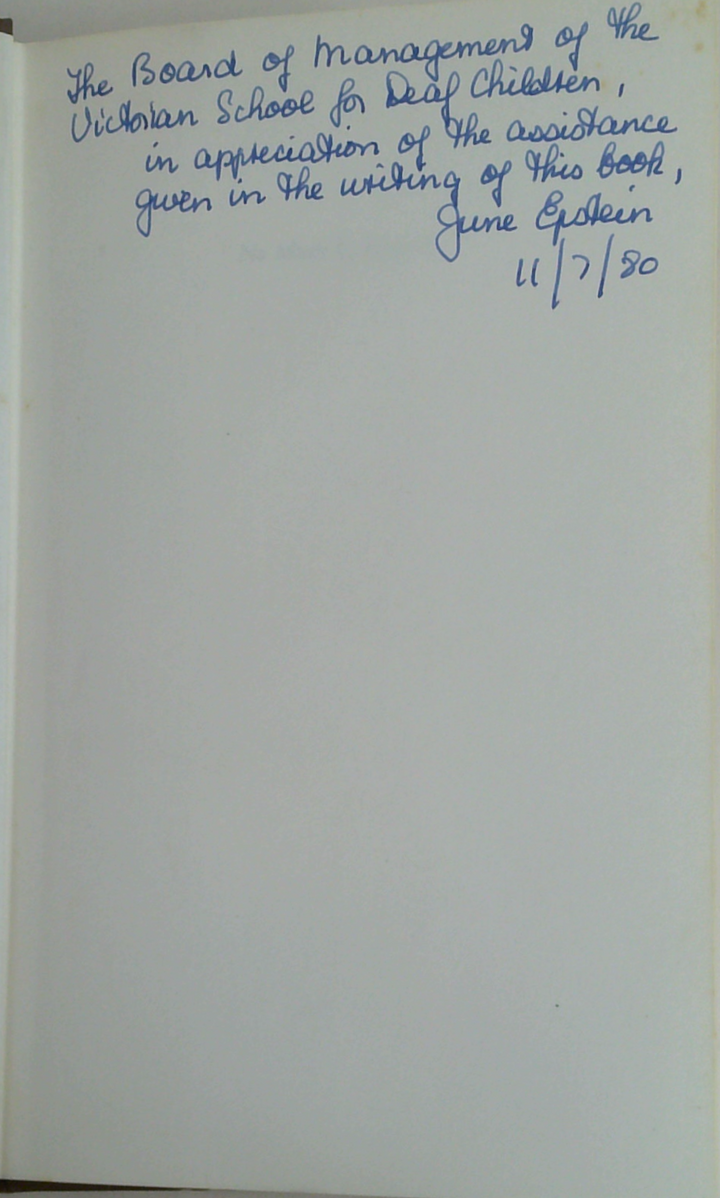 The Board of Management of the
Victorian School for Deaf Children,
in appreciation of the assistance
given in the writing of this book,
June Epstein
11/7/80